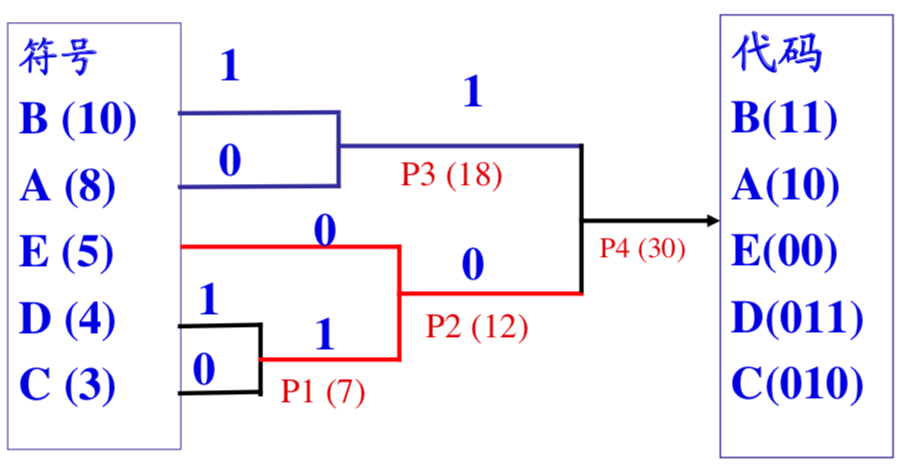 符号
B (10)
A (8)
E (5)
D (4)
C (3)
1
0
0
1
0
1
P1 (7)
1
P3 (18)
0
P2 (12)
P4 (30)
代码
B(11)
A(10)
E(00)
D(011)
C(010)